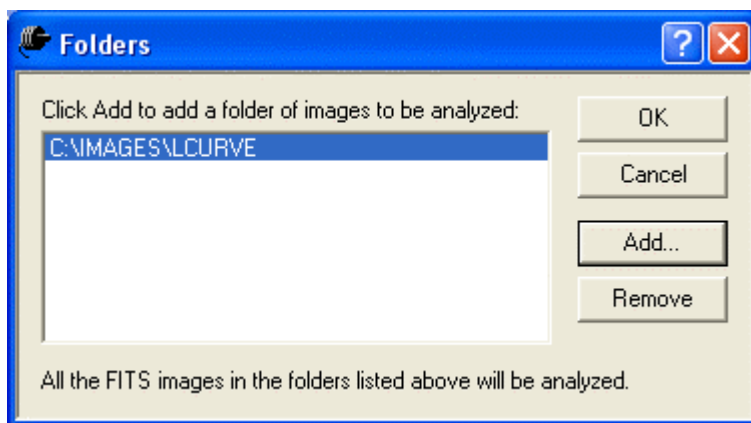 Folders
Click Add to add a folder of images to be analyzed:
C:\IMAGES\LCURVE
OK
Cancel
Add...
Remove
All the FITS images in the folders listed above will be analyzed.